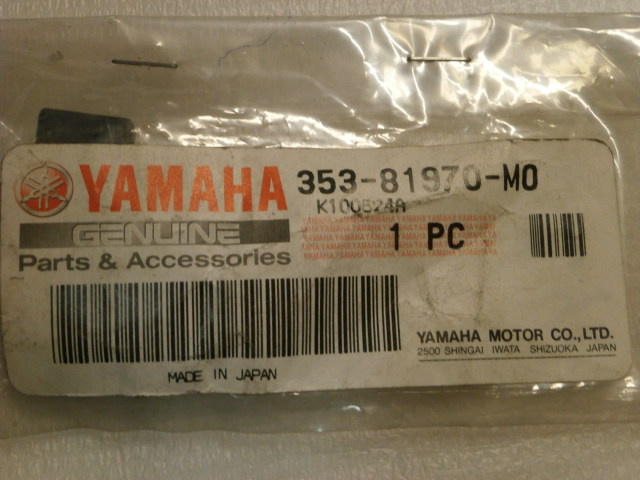 YAMAHA 353-81970-M0
K100524A
GENUINE 1 PC
Parts & Accessories
YAMAHA MOTOR CO.,LTD.
2500 SHINGAI IWATA SHIZUOKA JAPAN
MADE IN JAPAN